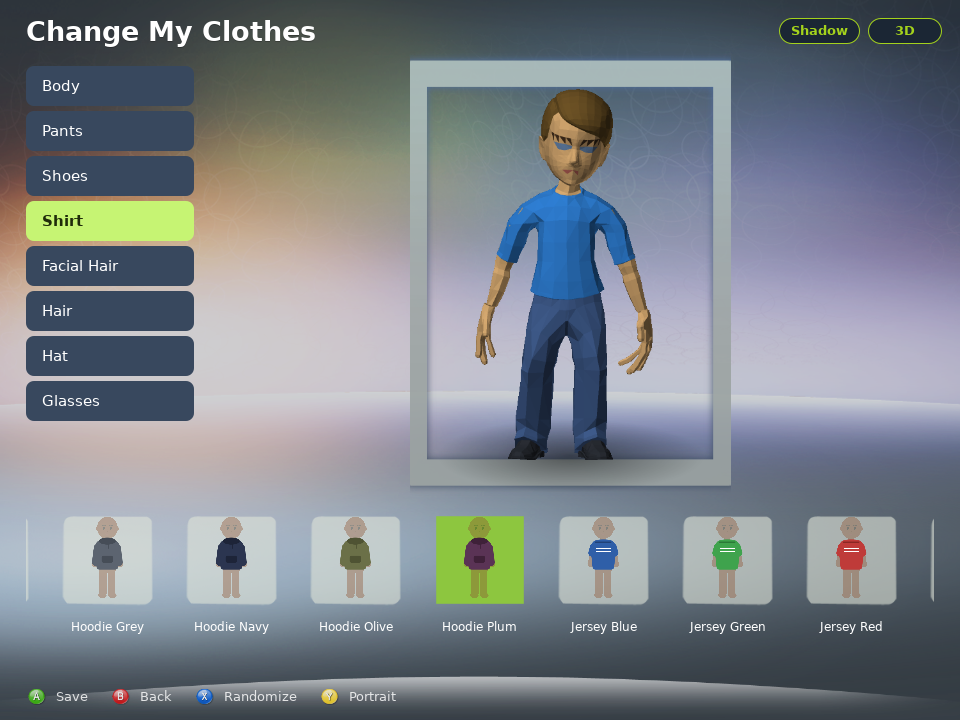 Change My Clothes
Shadow
3D
Body
Pants
Shoes
Shirt
Facial Hair
Hair
Hat
Glasses
Hoodie Grey
Hoodie Navy
Hoodie Olive
Hoodie Plum
Jersey Blue
Jersey Green
Jersey Red
A Save
B Back
X Randomize
Y Portrait